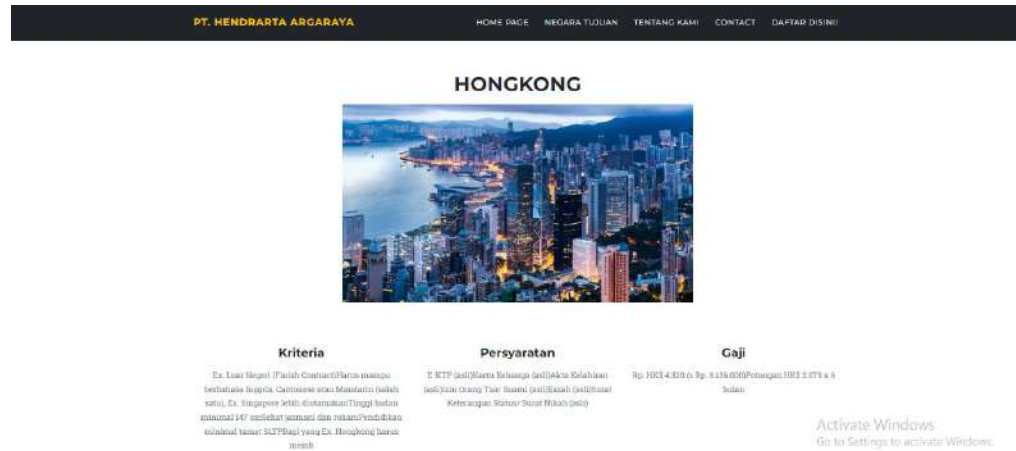 PT. HENDRARTA ARGARAYA
HOME PAGE NEGARA TUJUAN TENTANG KAMI CONTACT DAFTAR DISINI!
HONGKONG
Kriteria
Ex. Luar Negeri (Finish Contract)Harus mampu
berbahasa Inggris, Cantonese atau Mandarin (salah
satu), Ex. Singapore lebih diutamakanTinggi badan
minimal 147 cmSehat jasmani dan rohaniPendidikan
minimal tamat SLTPBagi yang Ex. Hongkong harus
Persyaratan
E-KTP (asli)Kartu Keluarga (asli)Akta Kelahiran
(asli)Izin Orang Tua/ Suami (asli)Ijazah (asli)Surat
Keterangan Status/ Surat Nikah (asli)
Gaji
Rp. HK$ 4.520 (± Rp. Potongan HK$ x 6
bulan
Activate Windows
Go to Settings to activate Windows.